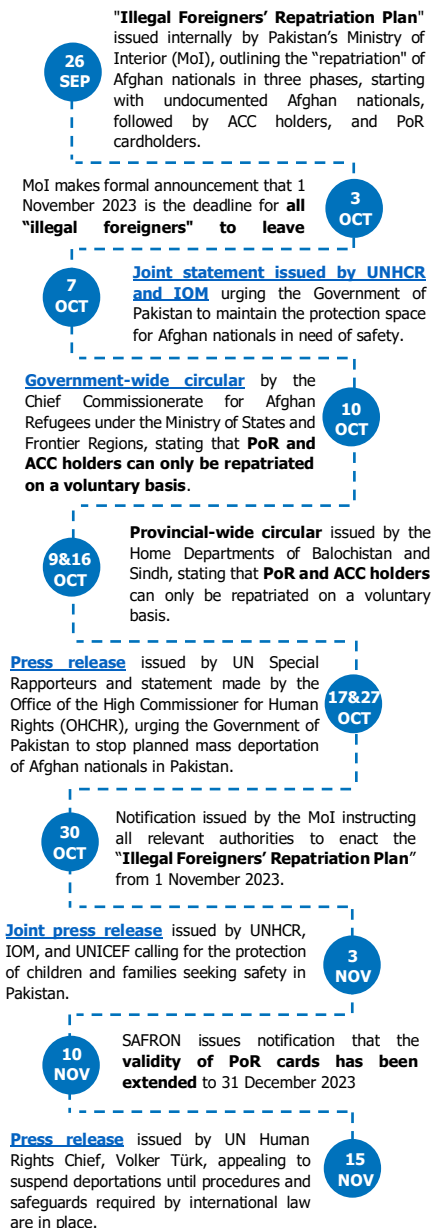 "Illegal Foreigners' Repatriation Plan"
issued internally by Pakistan's Ministry of
Interior (MoI), outlining the "repatriation" of
Afghan nationals in three phases, starting
with undocumented Afghan nationals,
followed by ACC holders, and PoR
cardholders.
26
SEP
MoI makes formal announcement that 1
November 2023 is the deadline for all
"illegal foreigners" to leave
3
OCT
7
OCT
Joint statement issued by UNHCR
and IOM urging the Government of
Pakistan to maintain the protection space
for Afghan nationals in need of safety.
Government-wide circular by the
Chief Commissionerate for Afghan
Refugees under the Ministry of States and
Frontier Regions, stating that PoR and
ACC holders can only be repatriated
on a voluntary basis.
10
OCT
9&16
OCT
Provincial-wide circular issued by the
Home Departments of Balochistan and
Sindh, stating that PoR and ACC holders
can only be repatriated on a voluntary
basis.
Press release issued by UN Special
Rapporteurs and statement made by the
Office of the High Commissioner for Human
Rights (OHCHR), urging the Government of
Pakistan to stop planned mass deportation
of Afghan nationals in Pakistan.
17&27
OCT
30
OCT
Notification issued by the MoI instructing
all relevant authorities to enact the
"Illegal Foreigners' Repatriation Plan"
from 1 November 2023.
Joint press release issued by UNHCR,
IOM, and UNICEF calling for the protection
of children and families seeking safety in
Pakistan.
3
NOV
10
NOV
SAFRON issues notification that the
validity of PoR cards has been
extended to 31 December 2023
Press release issued by UN Human
Rights Chief, Volker Türk, appealing to
suspend deportations until procedures and
safeguards required by international law
are in place.
15
NOV